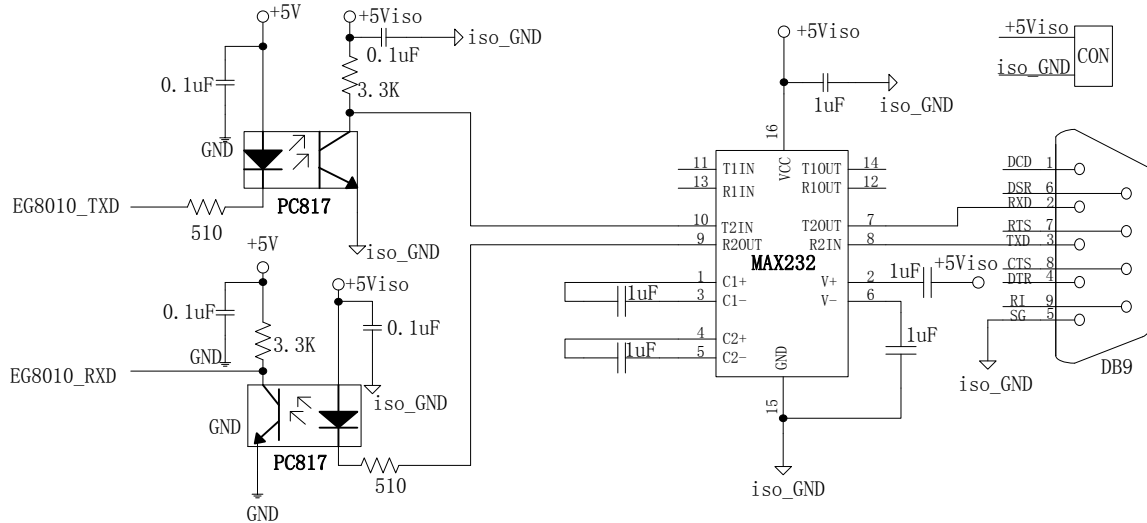 +5V
+5Viso
0.1uF
iso_GND
0.1uF
3.3K
GND
PC817
EG8010_TXD
510
iso_GND
+5V
+5Viso
0.1uF
0.1uF
3.3K
GND
EG8010_RXD
iso_GND
GND
PC817
510
GND
+5Viso
1uF
iso_GND
16
VCC
11 T1IN T1OUT 14
13 R1IN R1OUT 12
10 T2IN T2OUT 7
9 R2OUT R2IN 8
MAX232
1 C1+ V+ 2
3 C1- V- 6
4 C2+
5 C2-
GND
15
1uF
1uF
1uF
+5Viso
1uF
iso_GND
+5Viso
iso_GND
CON
DCD 1
DSR 6
RXD 2
RTS 7
TXD 3
CTS 8
DTR 4
RI 9
SG 5
iso_GND
DB9